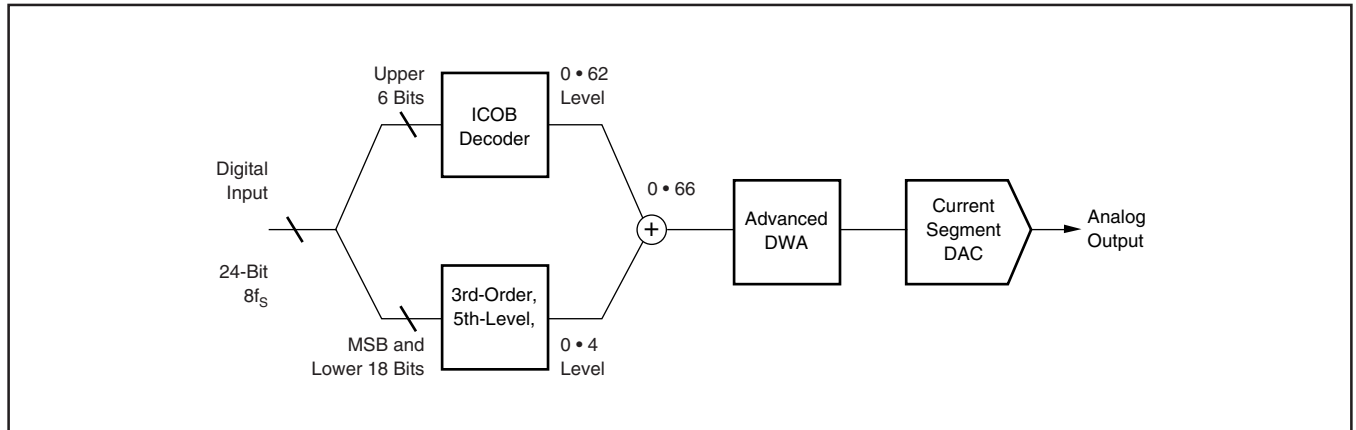 Upper
6 Bits
ICOB
Decoder
0 • 62
Level
Digital
Input
24-Bit
8fS
MSB and
Lower 18 Bits
3rd-Order,
5th-Level,
0 • 4
Level
0 • 66
+
Advanced
DWA
Current
Segment
DAC
Analog
Output